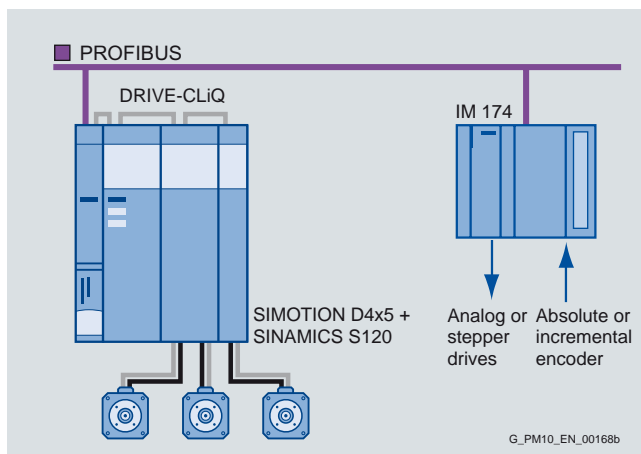 PROFIBUS
DRIVE-CLiQ
IM 174
SIMOTION D4x5 +
SINAMICS S120
Analog or
stepper
drives
Absolute or
incremental
encoder
G_PM10_EN_00168b